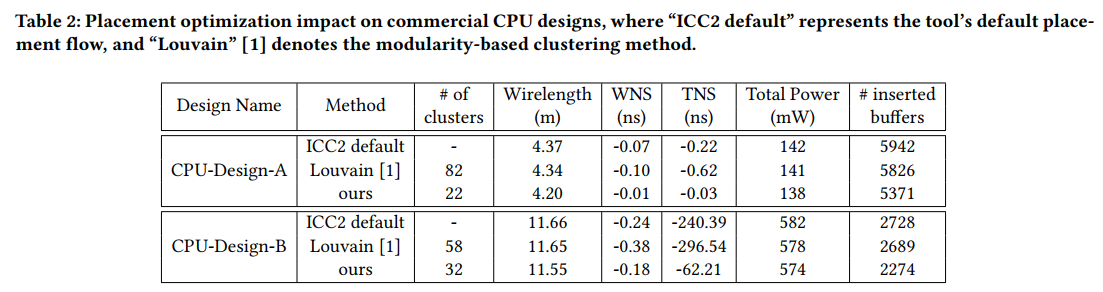 Table 2: Placement optimization impact on commercial CPU designs, where “ICC2 default” represents the tool’s default place-
ment flow, and “Louvain” [1] denotes the modularity-based clustering method.
Design Name Method # of clusters Wirelength (m) WNS (ns) TNS (ns) Total Power (mW) # inserted buffers
ICC2 default - 4.37 -0.07 -0.22 142 5942
CPU-Design-A Louvain [1] 82 4.34 -0.10 -0.62 141 5826
ours 22 4.20 -0.01 -0.03 138 5371
ICC2 default - 11.66 -0.24 -240.39 582 2728
CPU-Design-B Louvain [1] 58 11.65 -0.38 -296.54 578 2689
ours 32 11.55 -0.18 -62.21 574 2274